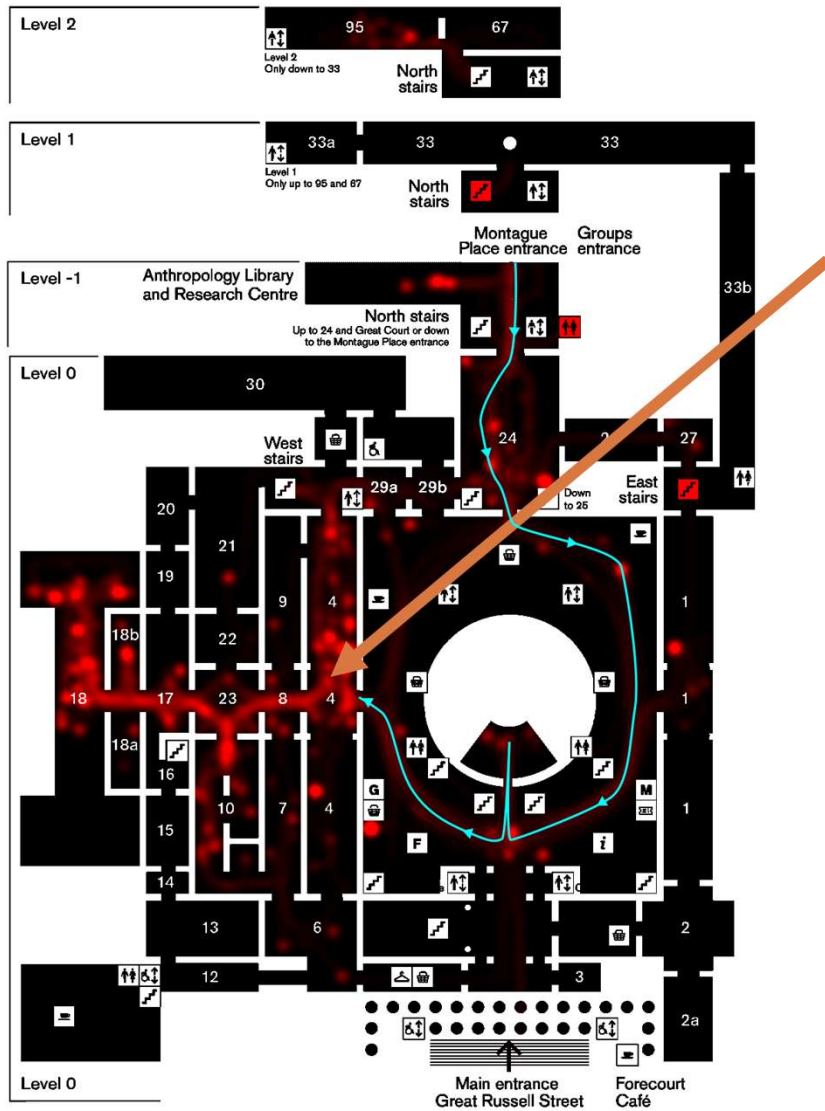 Level 2
95
67
Level 2
Only down to 33
North
stairs
Level 1
33a
33
33
Level 1
Only up to 95 and 67
North
stairs
Montague
Place entrance
Groups
entrance
Level -1
Anthropology Library
and Research Centre
33b
North stairs
Up to 24 and Great Court or down
to the Montague Place entrance
Level 0
30
24
2
27
West
stairs
29a
29b
Down
to 25
East
stairs
20
21
19
9
4
1
18b
22
18
17
23
8
4
1
18a
16
10
7
4
G
M
1
15
F
i
14
13
6
2
12
3
2a
Level 0
Main entrance
Great Russell Street
Forecourt
Café